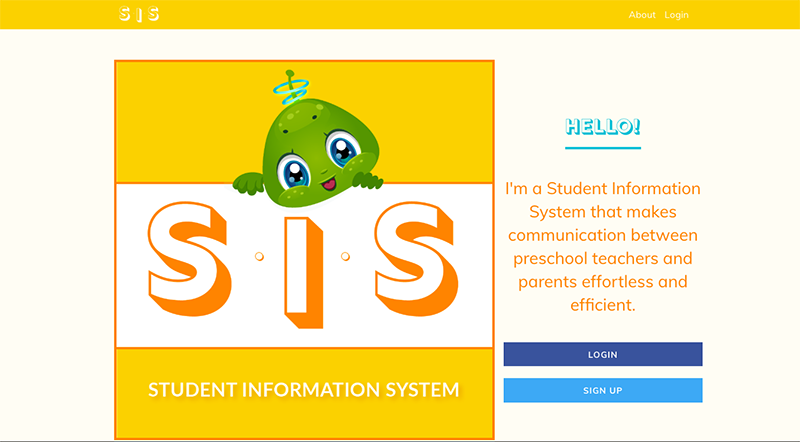 SIS
About Login
S·I·S
STUDENT INFORMATION SYSTEM
HELLO!
I'm a Student Information
System that makes
communication between
preschool teachers and
parents effortless and
efficient.
LOGIN
SIGN UP